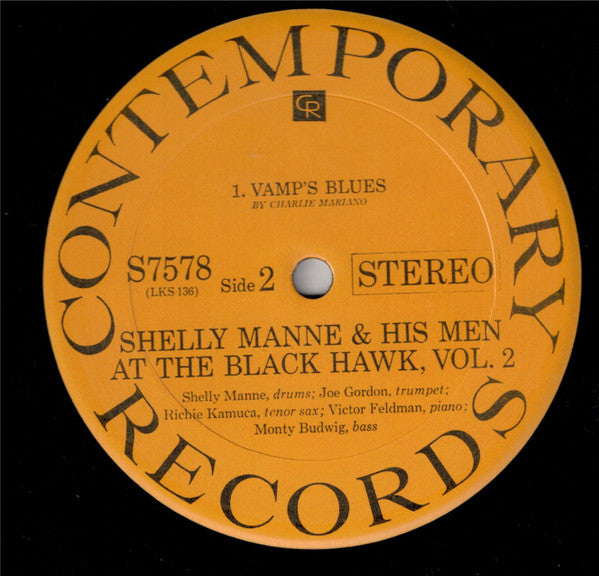 CONTEMPORARY
CR
1. VAMP'S BLUES
BY CHARLIE MARIANO
S7578
(LKS 136)
Side 2
STEREO
SHELLY MANNE & HIS MEN
AT THE BLACK HAWK, VOL. 2
Shelly Manne, drums; Joe Gordon, trumpet;
Richie Kamuca, tenor sax; Victor Feldman, piano;
Monty Budwig, bass
RECORDS